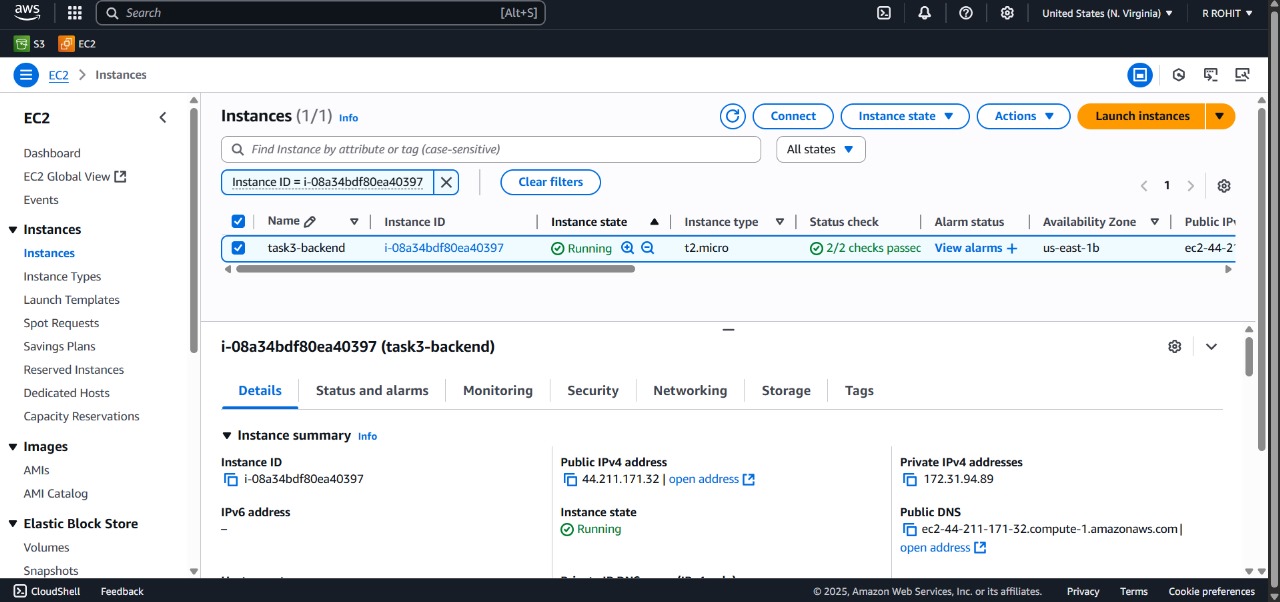 aws
Search [Alt+S]
United States (N. Virginia)
R ROHIT
S3
EC2
EC2 > Instances
EC2
Dashboard
EC2 Global View
Events
Instances
Instances
Instance Types
Launch Templates
Spot Requests
Savings Plans
Reserved Instances
Dedicated Hosts
Capacity Reservations
Images
AMIs
AMI Catalog
Elastic Block Store
Volumes
Snapshots
Instances (1/1) Info
Connect
Instance state
Actions
Launch instances
Find Instance by attribute or tag (case-sensitive)
All states
Instance ID = i-08a34bdf80ea40397
Clear filters
1
Name Instance ID Instance state Instance type Status check Alarm status Availability Zone Public IPv
task3-backend i-08a34bdf80ea40397 Running t2.micro 2/2 checks passec View alarms + us-east-1b ec2-44-2
i-08a34bdf80ea40397 (task3-backend)
Details Status and alarms Monitoring Security Networking Storage Tags
Instance summary Info
Instance ID
i-08a34bdf80ea40397
IPv6 address
–
Public IPv4 address
44.211.171.32 | open address
Instance state
Running
Private IPv4 addresses
172.31.94.89
Public DNS
ec2-44-211-171-32.compute-1.amazonaws.com |
open address
CloudShell Feedback
© 2025, Amazon Web Services, Inc. or its affiliates. Privacy Terms Cookie preferences